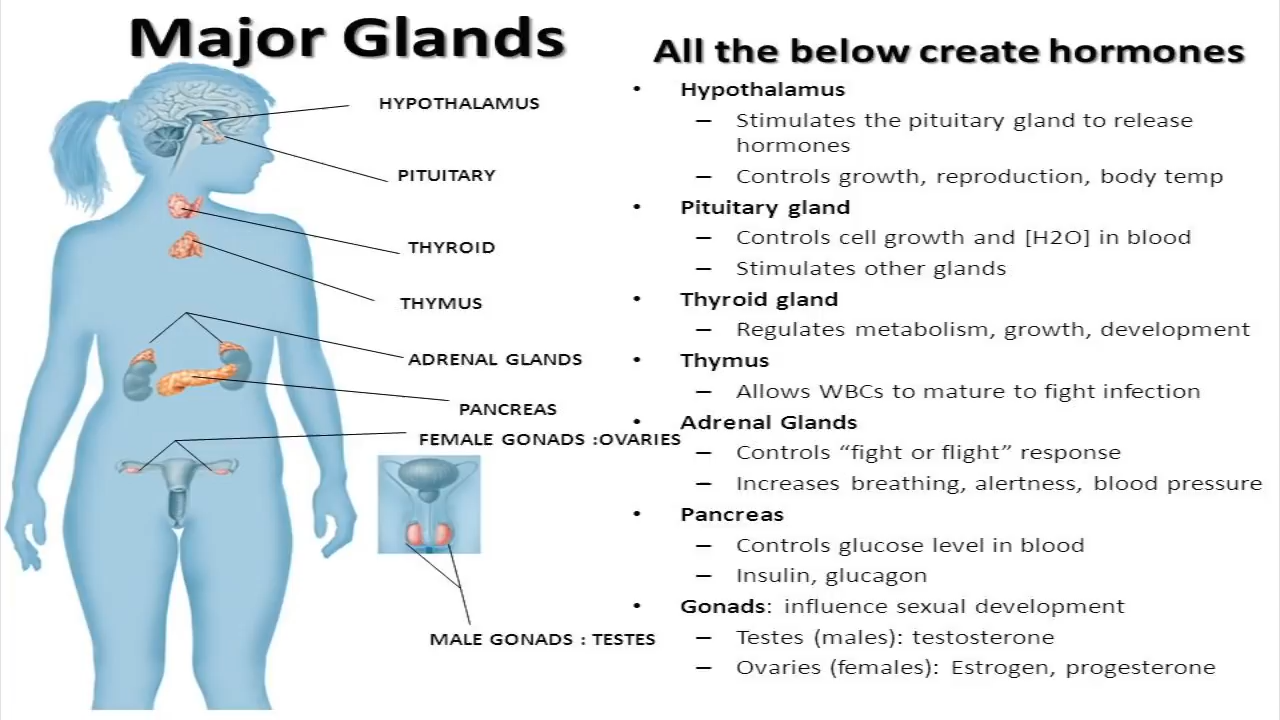 Major Glands
HYPOTHALAMUS
PITUITARY
THYROID
THYMUS
ADRENAL GLANDS
PANCREAS
FEMALE GONADS :OVARIES
MALE GONADS : TESTES
All the below create hormones
• Hypothalamus
– Stimulates the pituitary gland to release
hormones
– Controls growth, reproduction, body temp
• Pituitary gland
– Controls cell growth and [H2O] in blood
– Stimulates other glands
• Thyroid gland
– Regulates metabolism, growth, development
• Thymus
– Allows WBCs to mature to fight infection
• Adrenal Glands
– Controls “fight or flight” response
– Increases breathing, alertness, blood pressure
• Pancreas
– Controls glucose level in blood
– Insulin, glucagon
• Gonads: influence sexual development
– Testes (males): testosterone
– Ovaries (females): Estrogen, progesterone